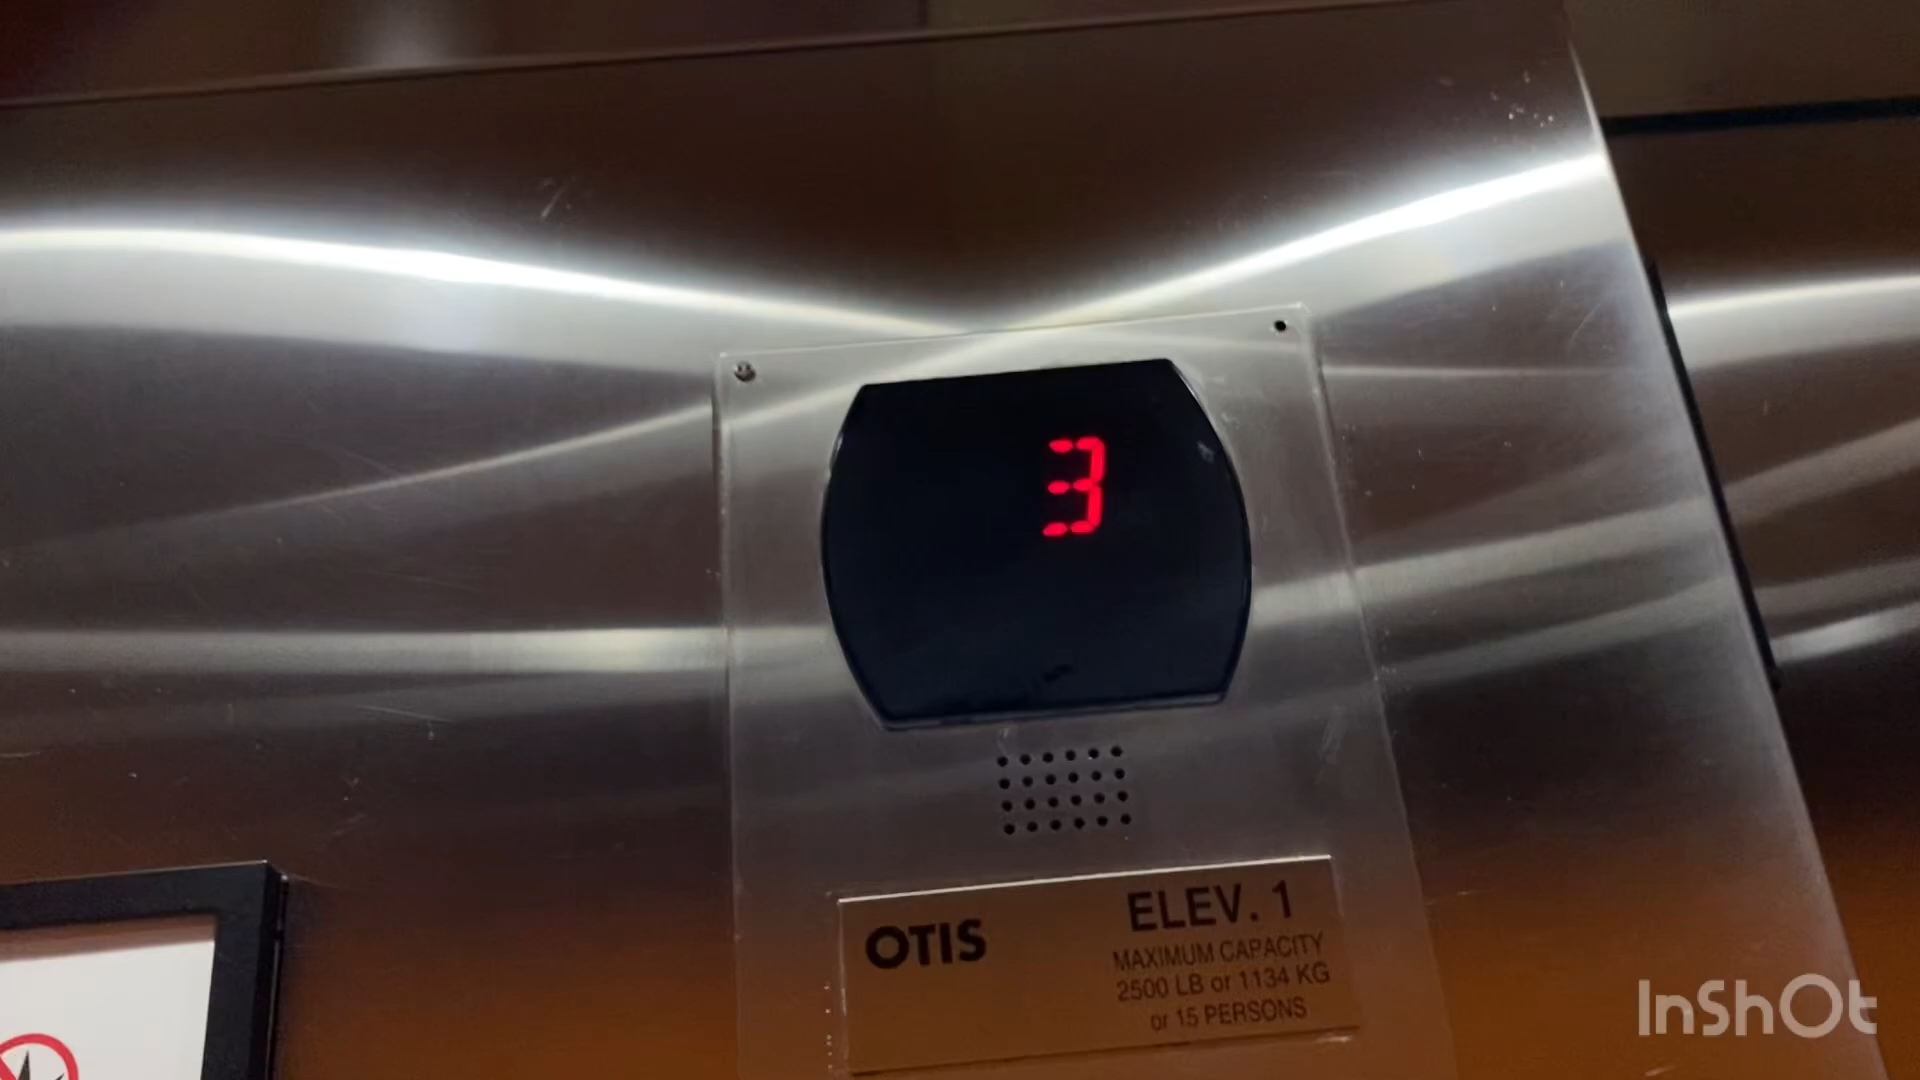 3
OTIS
ELEV. 1
MAXIMUM CAPACITY
2500 LB or 1134 KG
or 15 PERSONS
InShOt